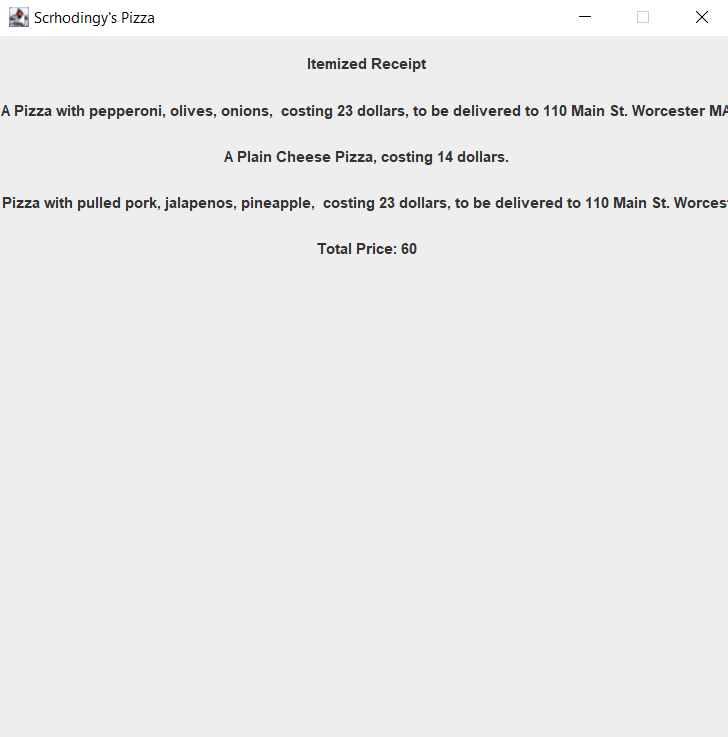 Scrhodingy's Pizza
Itemized Receipt
A Pizza with pepperoni, olives, onions,  costing 23 dollars, to be delivered to 110 Main St. Worcester MA
A Plain Cheese Pizza, costing 14 dollars.
Pizza with pulled pork, jalapenos, pineapple,  costing 23 dollars, to be delivered to 110 Main St.
Total Price: 60